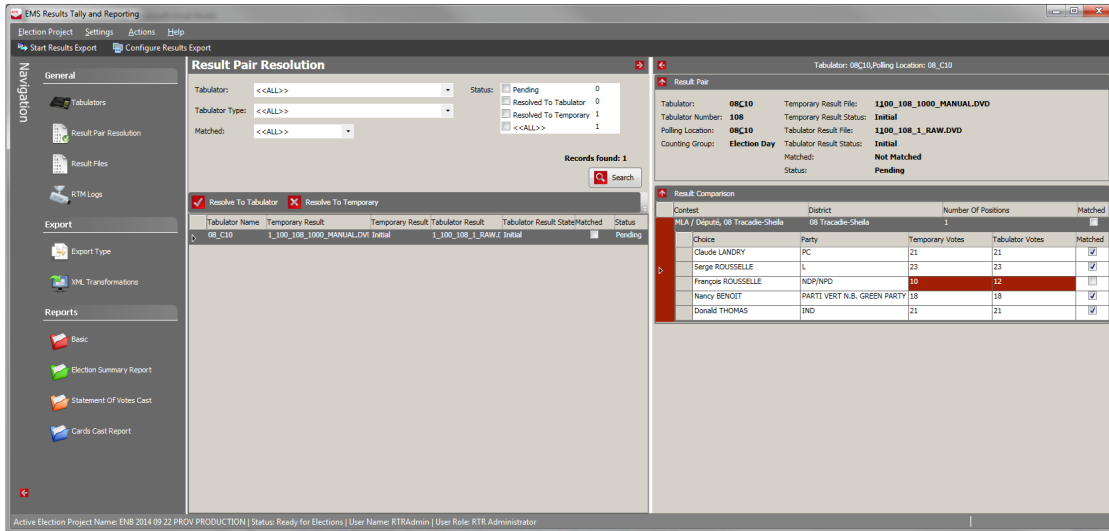 EMS Results Tally and Reporting
Election Project Settings Actions Help
Start Results Export Configure Results Export
Navigation
General
Tabulators
Result Pair Resolution
Result Files
RTM Logs
Export
Export Type
XML Transformations
Reports
Basic
Election Summary Report
Statement Of Votes Cast
Cards Cast Report
Result Pair Resolution
Tabulator: <<ALL>>
Tabulator Type: <<ALL>>
Matched: <<ALL>>
Status: Pending 0
Resolved To Tabulator 0
Resolved To Temporary 1
<<ALL>> 1
Records found: 1
Search
Resolve To Tabulator Resolve To Temporary
Tabulator Name Temporary Result Temporary Result Tabulator Result Tabulator Result State Matched Status
08_C10 1_100_108_1000_MANUAL.DVI Initial 1_100_108_1_RAW.D Initial Pending
Tabulator: 08C10,Polling Location: 08_C10
Result Pair
Tabulator: 08C10 Temporary Result File: 1100_108_1000_MANUAL.DVD
Tabulator Number: 108 Temporary Result Status: Initial
Polling Location: 08C10 Tabulator Result File: 1100_108_1_RAW.DVD
Counting Group: Election Day Tabulator Result Status: Initial
Matched: Not Matched
Status: Pending
Result Comparison
Contest District Number Of Positions Matched
MLA / Député, 08 Tracadie-Sheila 08 Tracadie-Sheila 1
Choice Party Temporary Votes Tabulator Votes Matched
Claude LANDRY PC 21 21
Serge ROUSSELLE L 23 23
François ROUSSELLE NDP/NPD 10 12
Nancy BENOIT PARTI VERT N.B. GREEN PARTY 18 18
Donald THOMAS IND 21 21
Active Election Project Name: ENB 2014 09 22 PROV PRODUCTION | Status: Ready for Elections | User Name: RTRAdmin | User Role: RTR Administrator